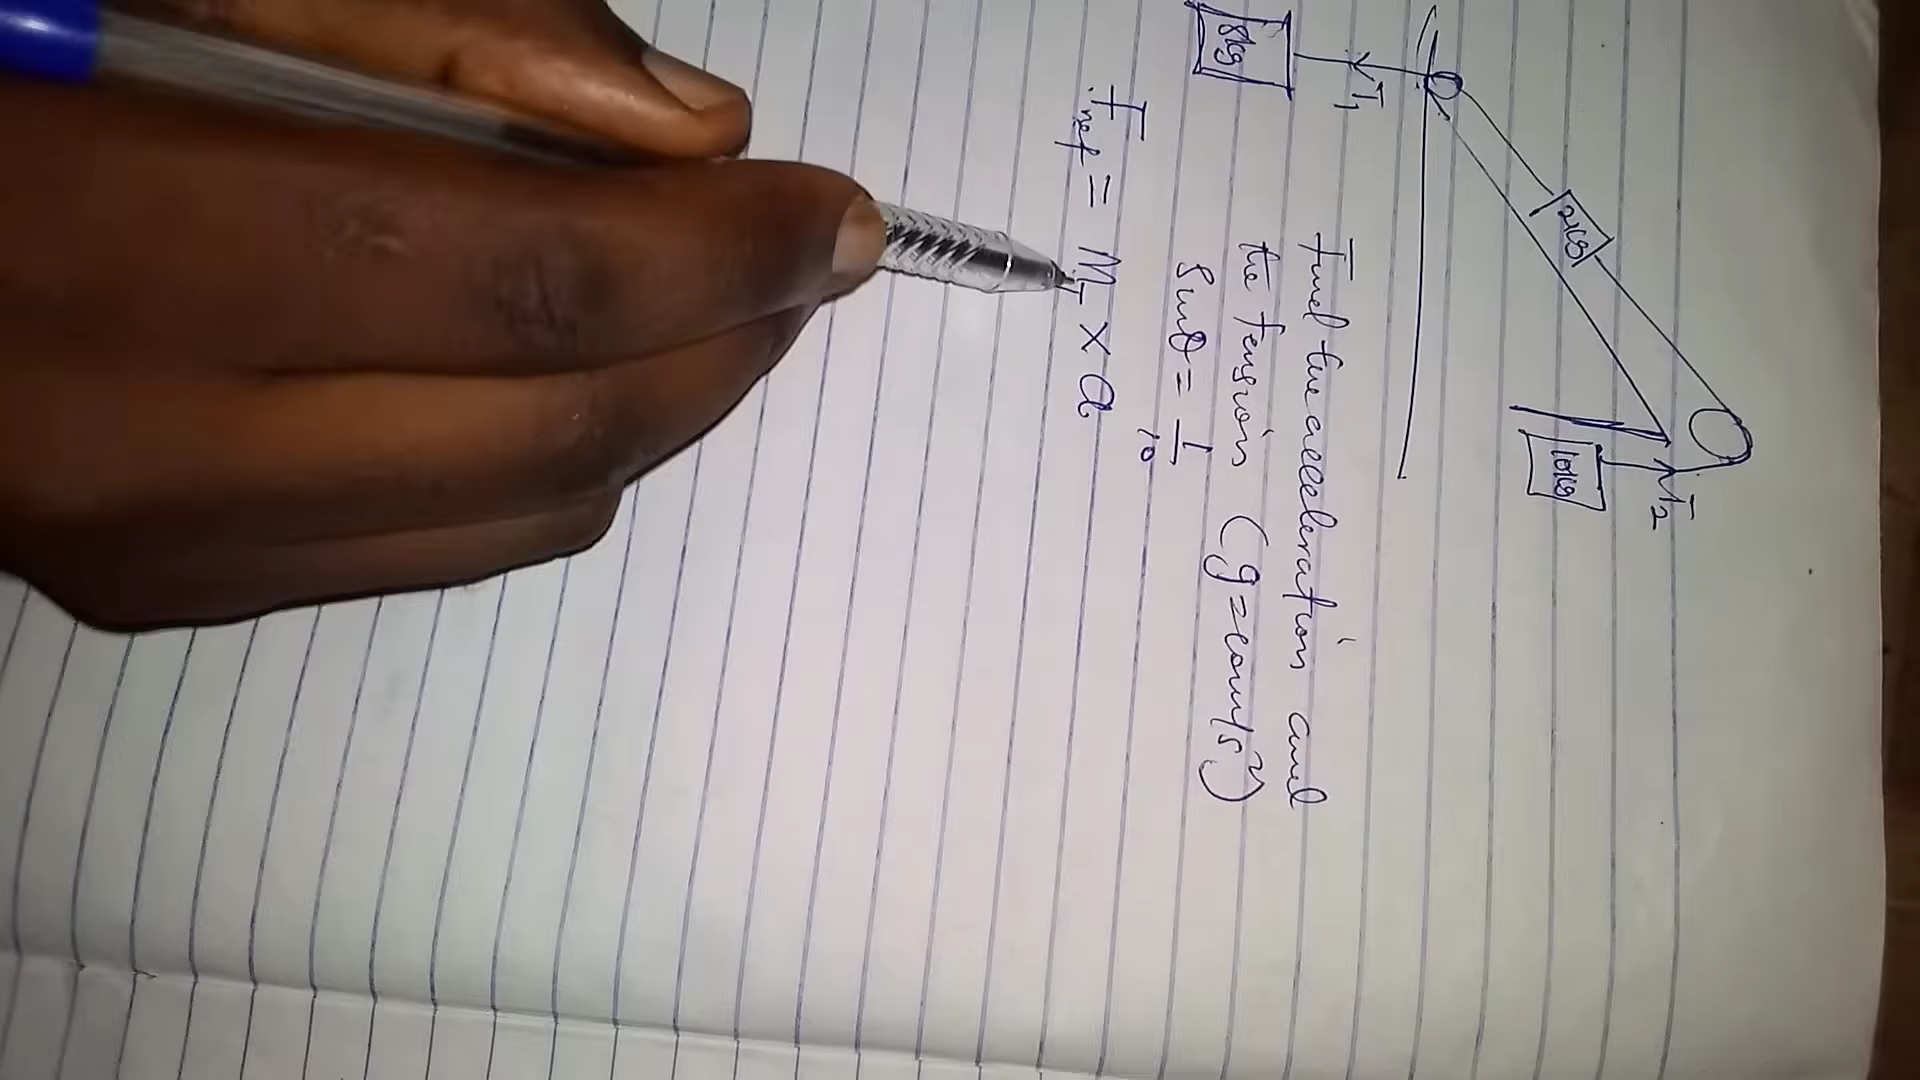 2kg
10kg
T2
T1
8kg
Find the acceleration and
the tension (g=10m/s²)
Sinθ = 1/10
Fnet = MT × a